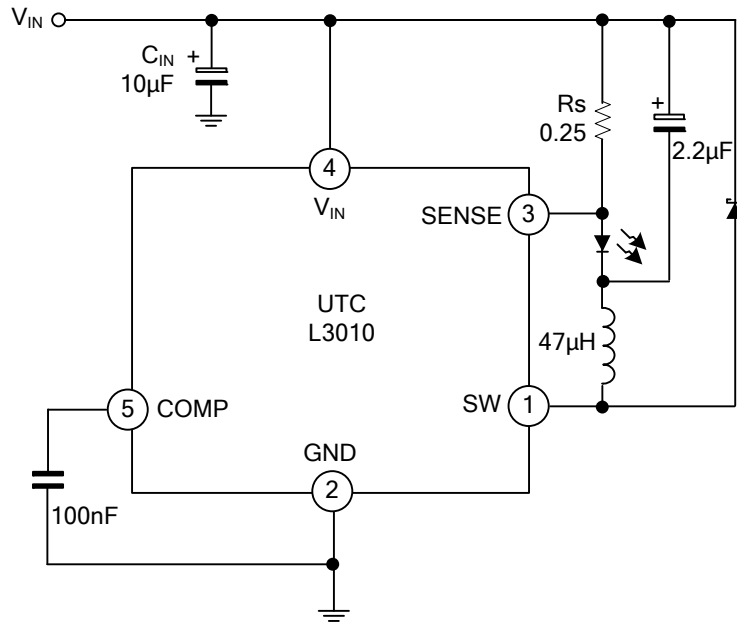 VIN
CIN +
10µF
Rs
0.25
+
2.2µF
4
VIN
SENSE 3
UTC
L3010
47µH
5 COMP
SW 1
GND
2
100nF